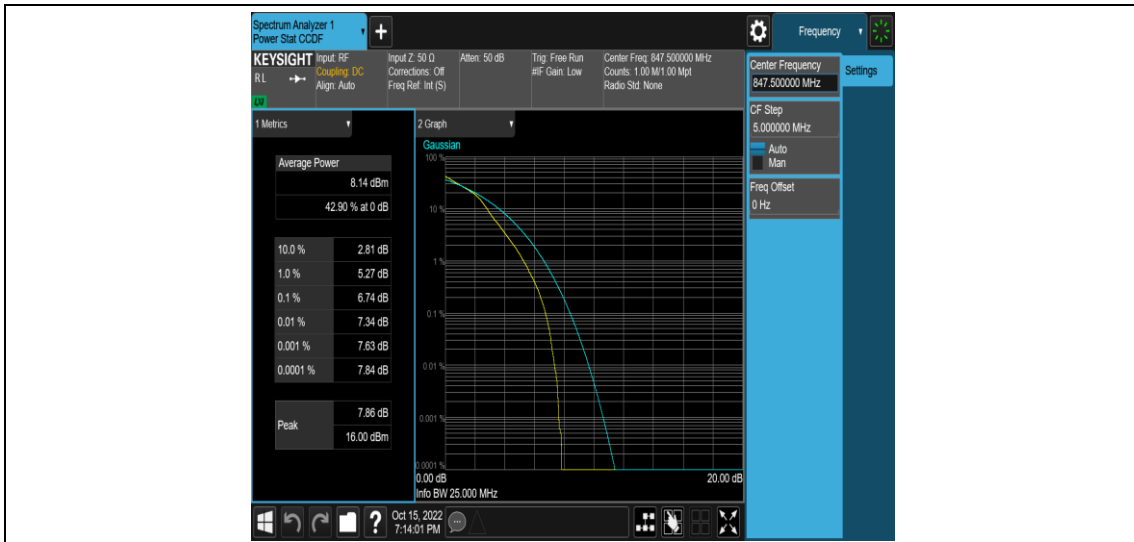 Spectrum Analyzer 1
Power Stat CCDF
Frequency
KEYSIGHT
RL
LXI
Input: RF
Coupling: DC
Align: Auto
Input Z: 50 Ω
Corrections: Off
Freq Ref: Int (S)
Atten: 50 dB
Trig: Free Run
#IF Gain: Low
Center Freq: 847.500000 MHz
Counts: 1.00 M/1.00 Mpt
Radio Std: None
Center Frequency
847.500000 MHz
Settings
CF Step
5.000000 MHz
Auto
Man
Freq Offset
0 Hz
1 Metrics
Average Power
8.14 dBm
42.90 % at 0 dB
10.0 % 2.81 dB
1.0 % 5.27 dB
0.1 % 6.74 dB
0.01 % 7.34 dB
0.001 % 7.63 dB
0.0001 % 7.84 dB
Peak
7.86 dB
16.00 dBm
2 Graph
Gaussian
100 %
10 %
1 %
0.1 %
0.01 %
0.001 %
0.0001 %
0.00 dB 20.00 dB
Info BW 25.000 MHz
Oct 15, 2022
7:14:01 PM